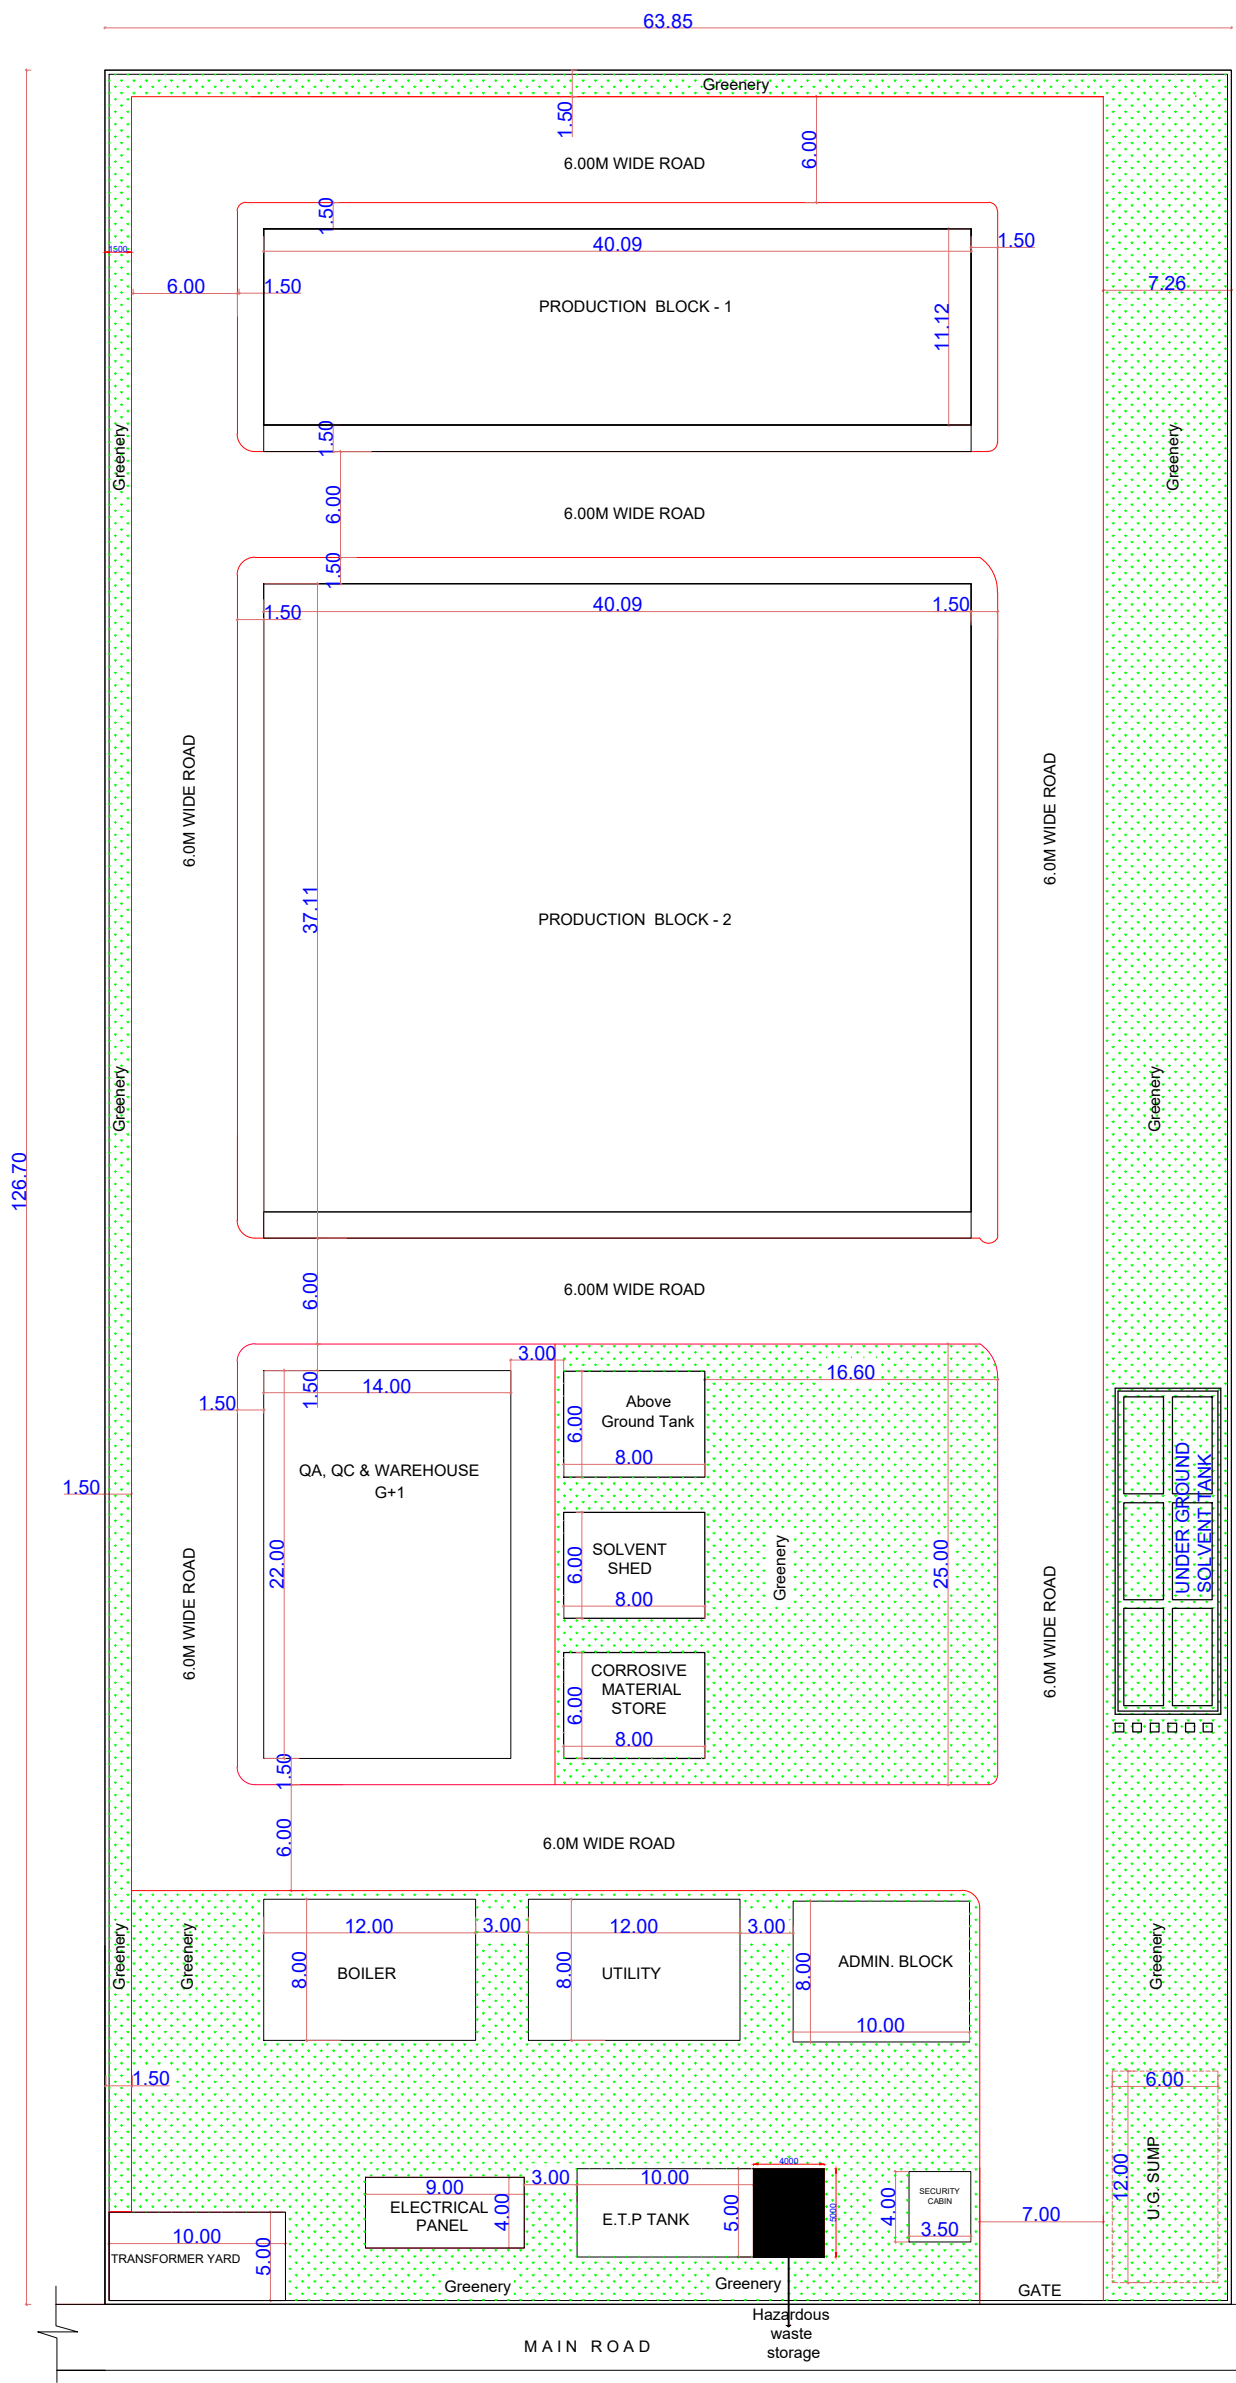 63.85
Greenery
1.50
6.00
6.00M WIDE ROAD
1.50
40.09
1.50
1500
6.00
1.50
7.26
PRODUCTION BLOCK - 1
11.12
Greenery
1.50
Greenery
6.00
6.00M WIDE ROAD
1.50
1.50
40.09
1.50
6.0M WIDE ROAD
6.0M WIDE ROAD
37.11
PRODUCTION BLOCK - 2
Greenery
Greenery
126.70
6.00
6.00M WIDE ROAD
3.00
16.60
1.50
14.00
1.50
Above
Ground Tank
6.00
8.00
QA, QC & WAREHOUSE
G+1
1.50
UNDER GROUND
SOLVENT TANK
22.00
SOLVENT
SHED
6.00
8.00
Greenery
25.00
6.0M WIDE ROAD
6.0M WIDE ROAD
CORROSIVE
MATERIAL
STORE
6.00
8.00
1.50
6.00
6.0M WIDE ROAD
12.00
3.00
12.00
3.00
Greenery
Greenery
8.00
BOILER
8.00
UTILITY
8.00
ADMIN. BLOCK
10.00
Greenery
1.50
6.00
12.00
U.G. SUMP
4000
9.00
3.00
10.00
ELECTRICAL
PANEL
4.00
E.T.P TANK
5.00
5000
4.00
SECURITY
CABIN
3.50
7.00
10.00
TRANSFORMER YARD
5.00
Greenery
Greenery
GATE
Hazardous
waste
storage
MAIN ROAD